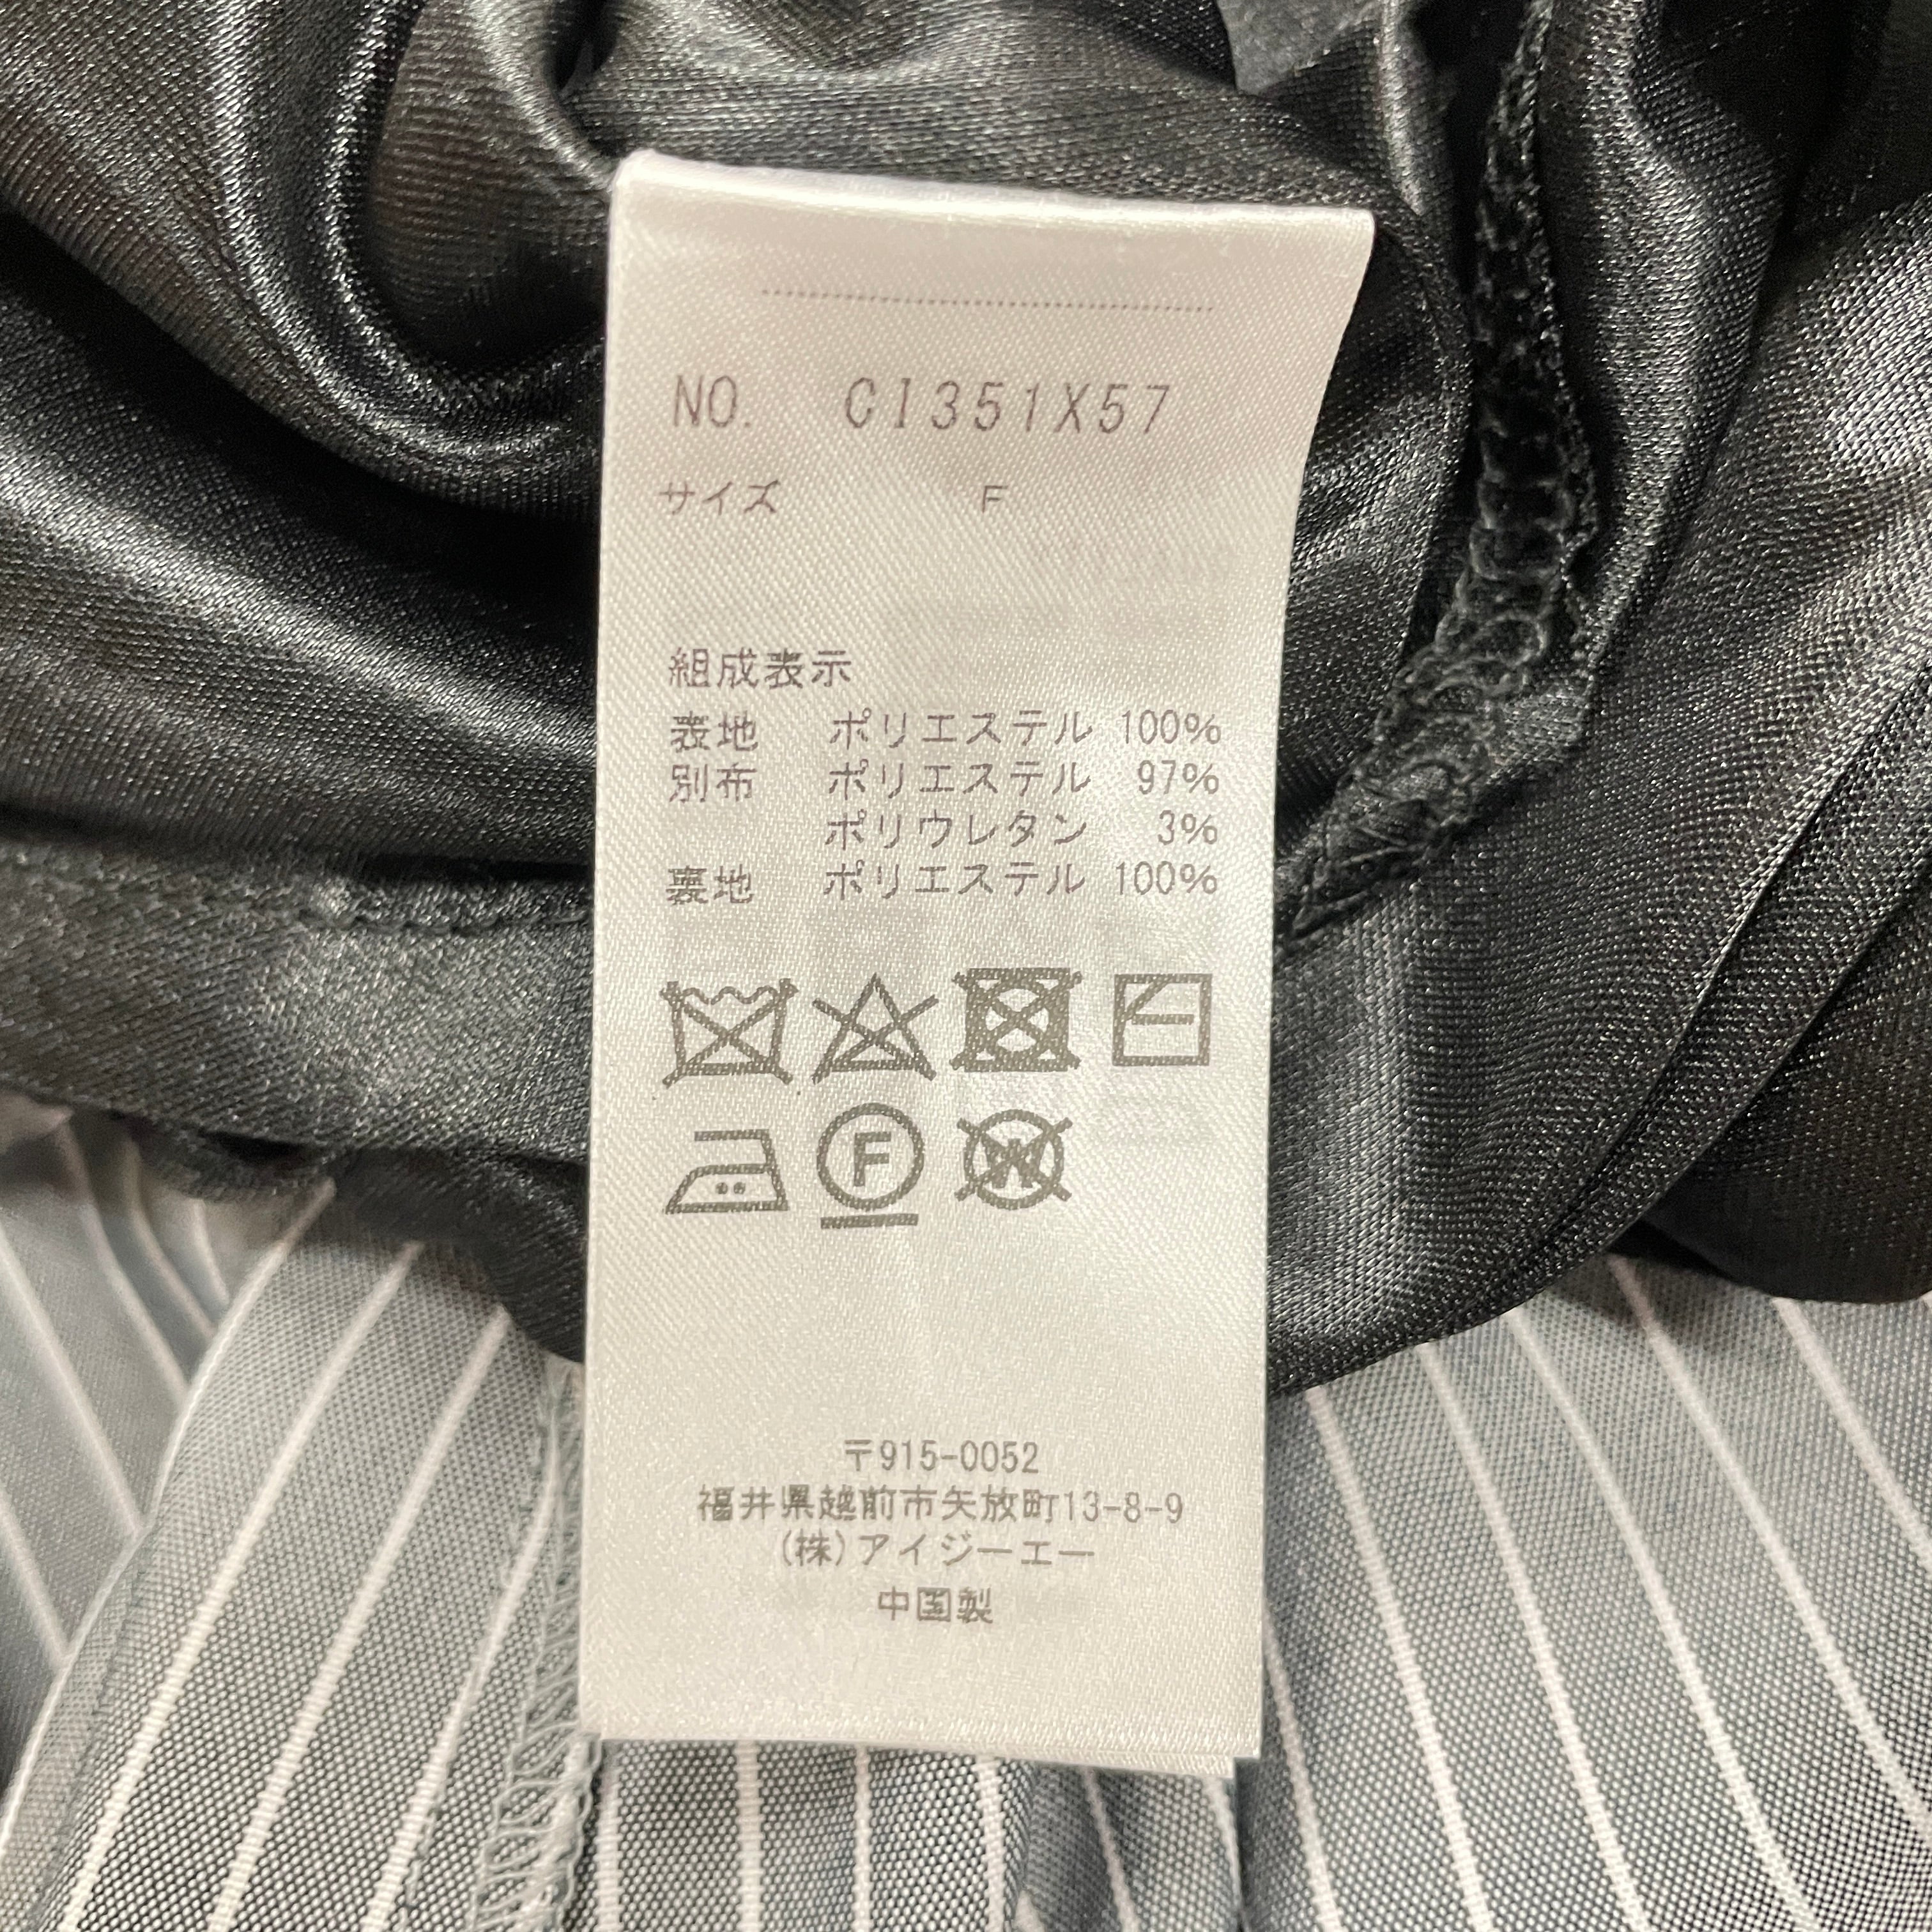 NO. CI351X57
サイズ F
組成表示
表地 ポリエステル 100%
別布 ポリエステル 97%
ポリウレタン 3%
裏地 ポリエステル 100%
F
W
〒915-0052
福井県越前市矢放町13-8-9
(株)アイジーエー
中国製